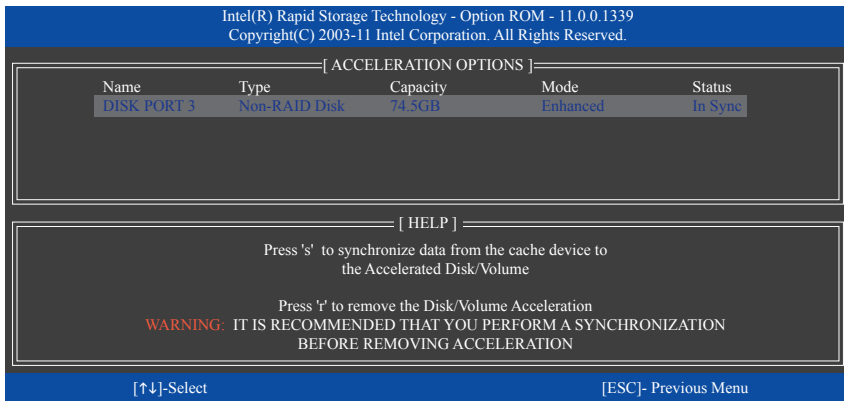 Intel(R) Rapid Storage Technology - Option ROM - 11.0.0.1339
Copyright(C) 2003-11 Intel Corporation. All Rights Reserved.
[ ACCELERATION OPTIONS ]
Name Type Capacity Mode Status
DISK PORT 3 Non-RAID Disk 74.5GB Enhanced In Sync
[ HELP ]
Press 's' to synchronize data from the cache device to
the Accelerated Disk/Volume
Press 'r' to remove the Disk/Volume Acceleration
WARNING: IT IS RECOMMENDED THAT YOU PERFORM A SYNCHRONIZATION
BEFORE REMOVING ACCELERATION
[↑↓]-Select [ESC]- Previous Menu